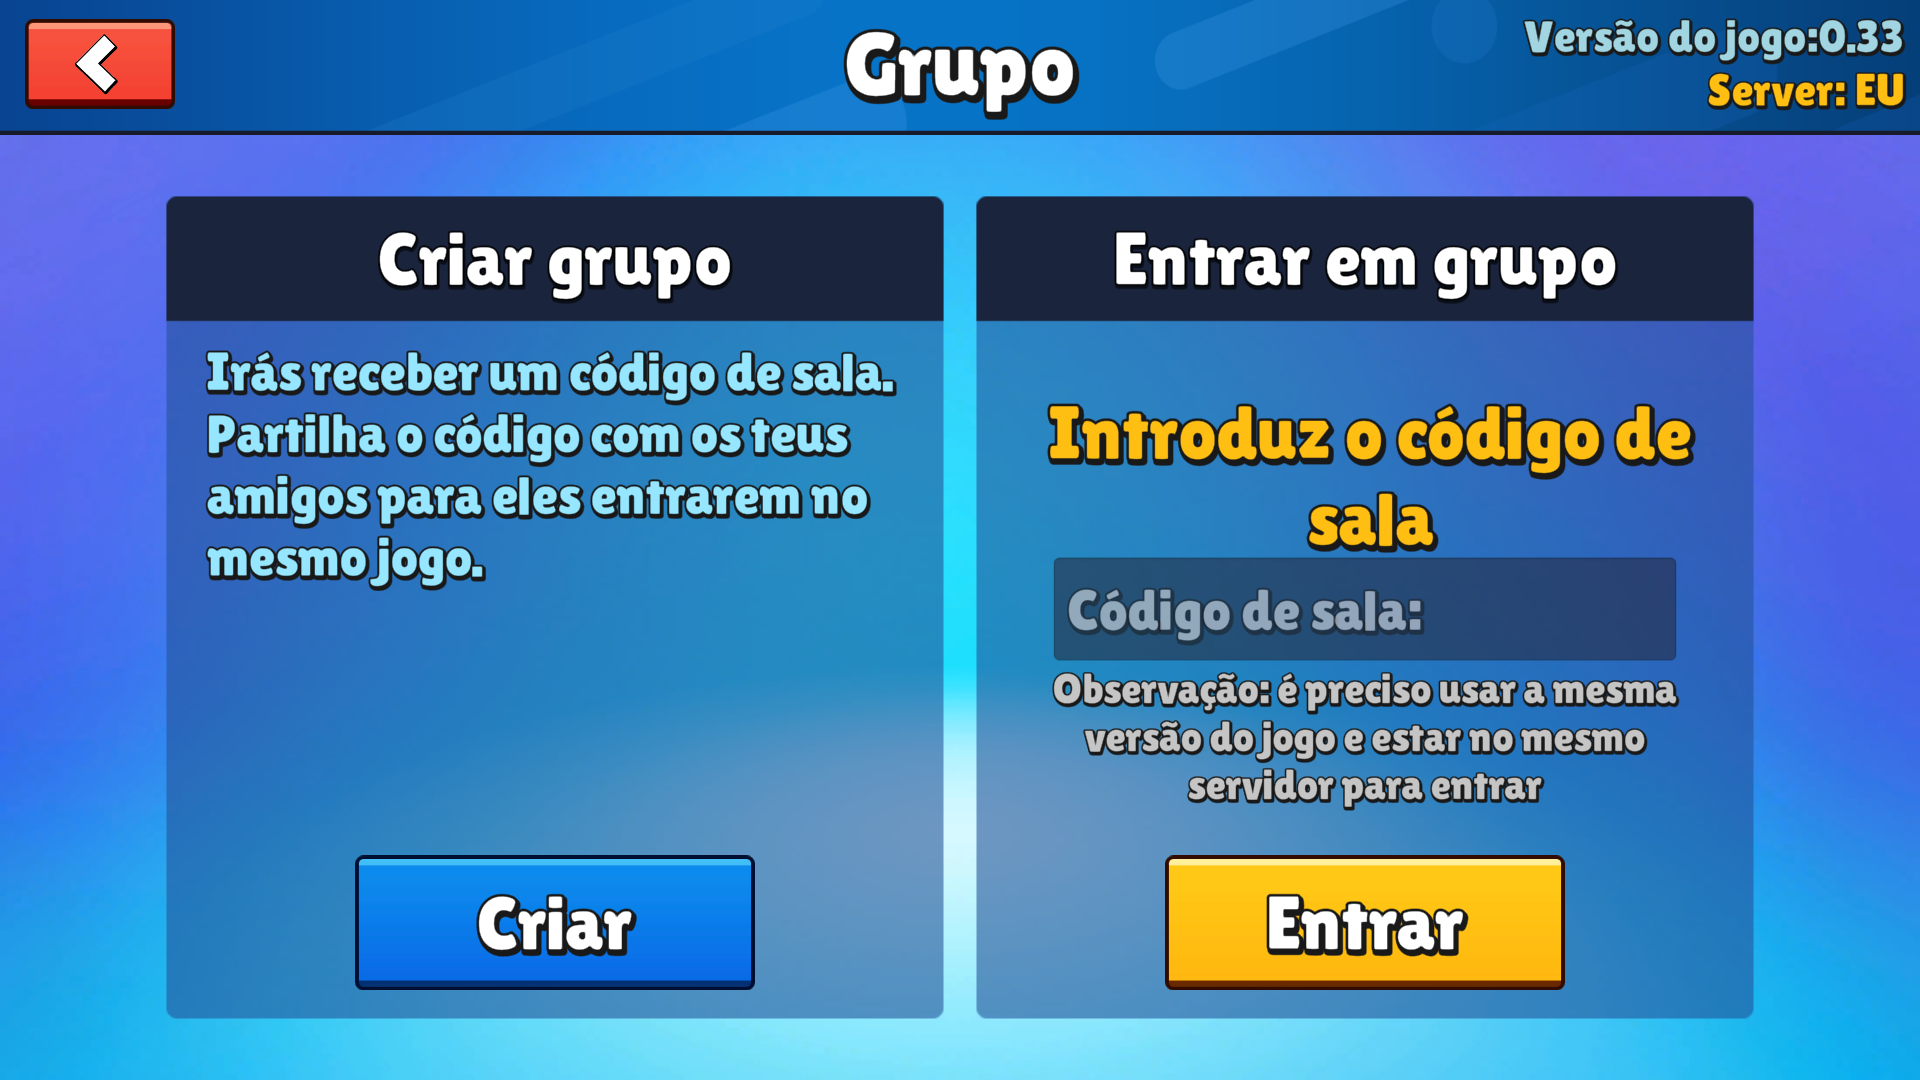 Grupo
Versão do jogo:0.33
Server: EU
Criar grupo
Irás receber um código de sala.
Partilha o código com os teus
amigos para eles entrarem no
mesmo jogo.
Criar
Entrar em grupo
Introduz o código de
sala
Código de sala:
Observação: é preciso usar a mesma
versão do jogo e estar no mesmo
servidor para entrar
Entrar